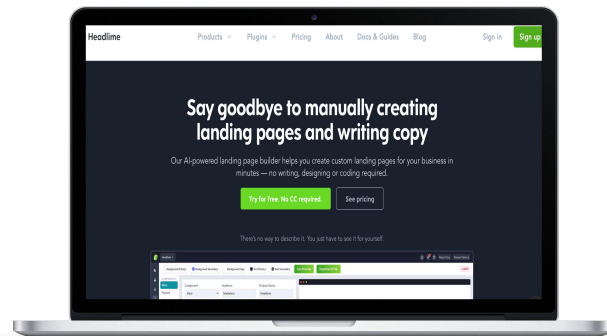 Headlime
Products Plugins Pricing About Docs & Guides Blog
Sign in Sign up
Say goodbye to manually creating
landing pages and writing copy
Our AI-powered landing page builder helps you create custom landing pages for your business in
minutes — no writing, designing or coding required.
Try for free. No CC required. See pricing
There's no way to describe it. You just have to see it for yourself.